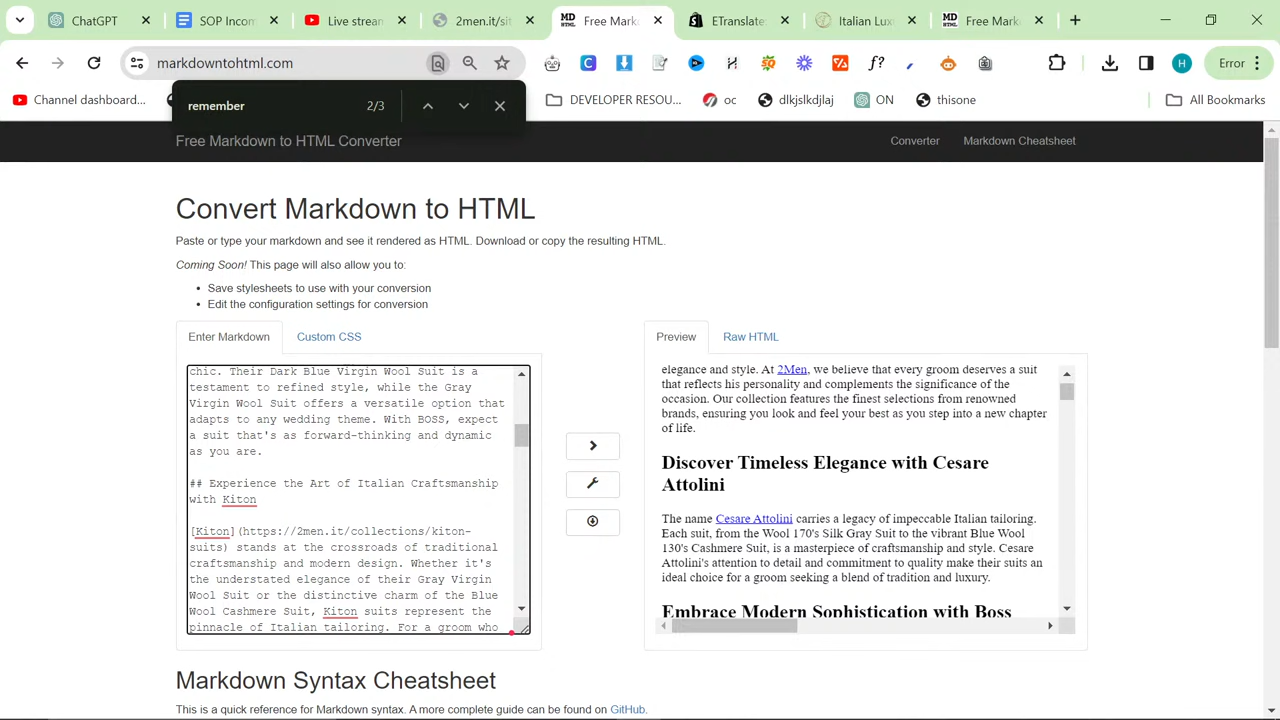 ChatGPT
SOP Incom
Live stream
2men.it/sit
Free Mark
ETranslate
Italian Lux
Free Mark
markdowntohtml.com
Error
Channel dashboard...
DEVELOPER RESOU...
oc
dlkjslkdjlaj
ON
thisone
All Bookmarks
remember
2/3
Free Markdown to HTML Converter
Converter
Markdown Cheatsheet
Convert Markdown to HTML
Paste or type your markdown and see it rendered as HTML. Download or copy the resulting HTML.
Coming Soon! This page will also allow you to:
• Save stylesheets to use with your conversion
• Edit the configuration settings for conversion
Enter Markdown
Custom CSS
chic. Their Dark Blue Virgin Wool Suit is a
testament to refined style, while the Gray
Virgin Wool Suit offers a versatile option that
adapts to any wedding theme. With BOSS, expect
a suit that's as forward-thinking and dynamic
as you are.
## Experience the Art of Italian Craftsmanship
with Kiton
[Kiton](https://2men.it/collections/kiton-
suits) stands at the crossroads of traditional
craftsmanship and modern design. Whether it's
the understated elegance of their Gray Virgin
Wool Suit or the distinctive charm of the Blue
Wool Cashmere Suit, Kiton suits represent the
pinnacle of Italian tailoring. For a groom who
Preview
Raw HTML
elegance and style. At 2Men, we believe that every groom deserves a suit
that reflects his personality and complements the significance of the
occasion. Our collection features the finest selections from renowned
brands, ensuring you look and feel your best as you step into a new chapter
of life.
Discover Timeless Elegance with Cesare
Attolini
The name Cesare Attolini carries a legacy of impeccable Italian tailoring.
Each suit, from the Wool 170's Silk Gray Suit to the vibrant Blue Wool
130's Cashmere Suit, is a masterpiece of craftsmanship and style. Cesare
Attolini's attention to detail and commitment to quality make their suits an
ideal choice for a groom seeking a blend of tradition and luxury.
Embrace Modern Sophistication with Boss
Markdown Syntax Cheatsheet
This is a quick reference for Markdown syntax. A more complete guide can be found on GitHub.